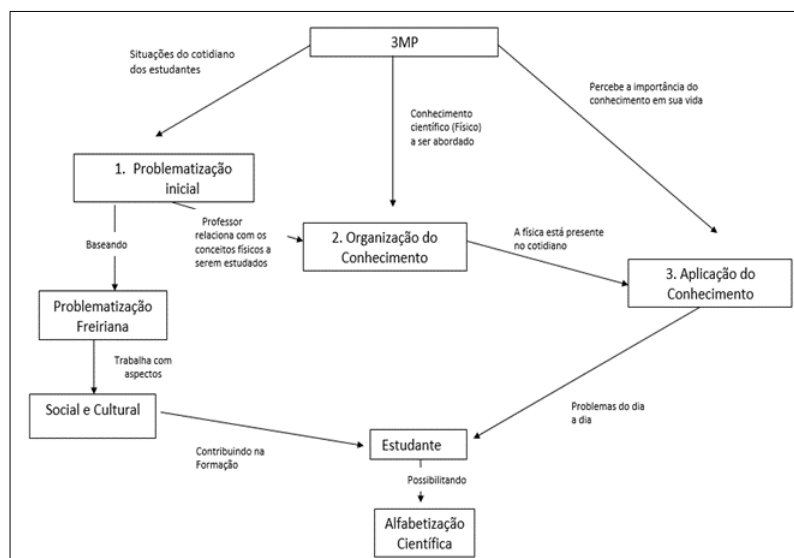 3MP
Situações do cotidiano
dos estudantes
Percebe a importância do
conhecimento em sua vida
Conhecimento
científico (Físico)
a ser abordado
1. Problematização
inicial
Baseando
Professor
relaciona com os
conceitos físicos a
serem estudados
2. Organização do
Conhecimento
A física está presente
no cotidiano
3. Aplicação do
Conhecimento
Problematização
Freiriana
Trabalha com
aspectos
Social e Cultural
Problemas do dia
a dia
Contribuindo na
Formação
Estudante
Possibilitando
Alfabetização
Científica